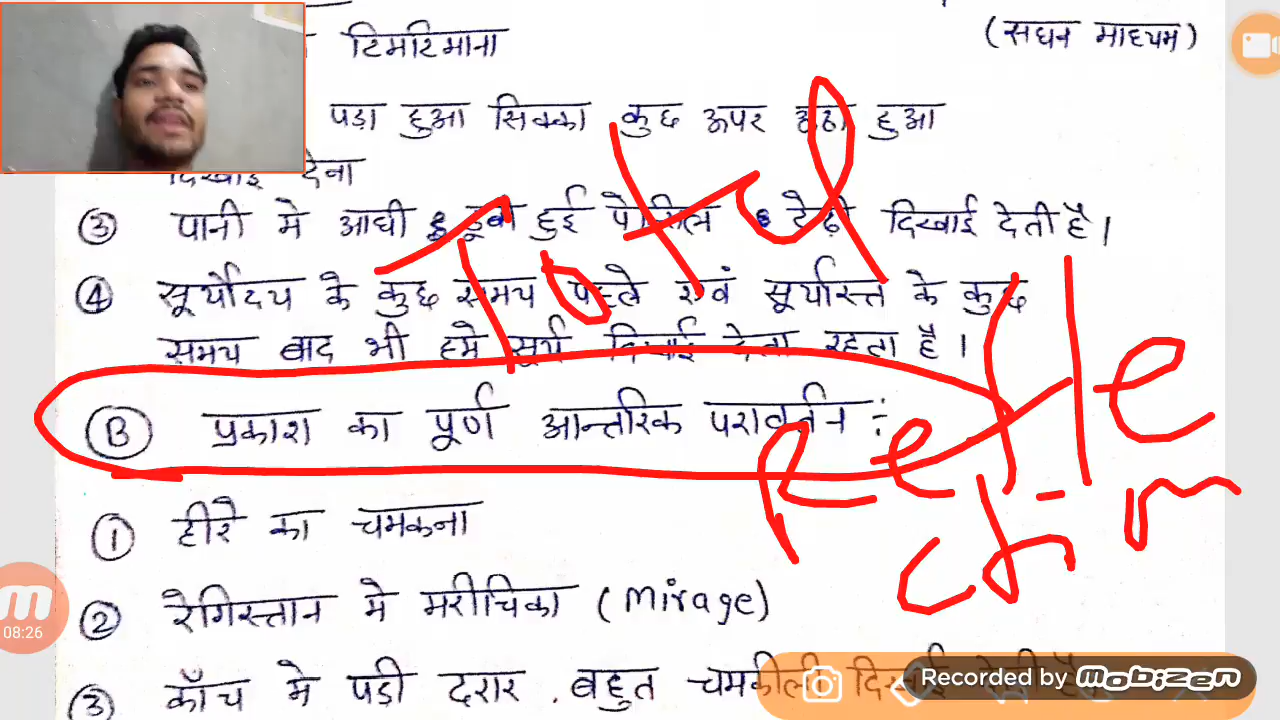 टिमटिमाना
(सघन माध्यम)
पड़ा हुआ सिक्का कुछ ऊपर उठा हुआ
दिखाई देना
③ पानी मे आधी डूबी हुई पेंसिल टेढ़ी दिखाई देती है।
④ सूर्योदय के कुछ समय पहले एवं सूर्यास्त के कुछ
समय बाद भी हमे सूर्य दिखाई देता रहता है।
Total
Ⓑ प्रकाश का पूर्ण आन्तरिक परावर्तन :
Refle
① हीरे का चमकना
② रेगिस्तान मे मरीचिका (mirage)
③ काँच मे पड़ी दरार बहुत चमकीली दिखाई देती है
08:26
Recorded by MOBIZEN